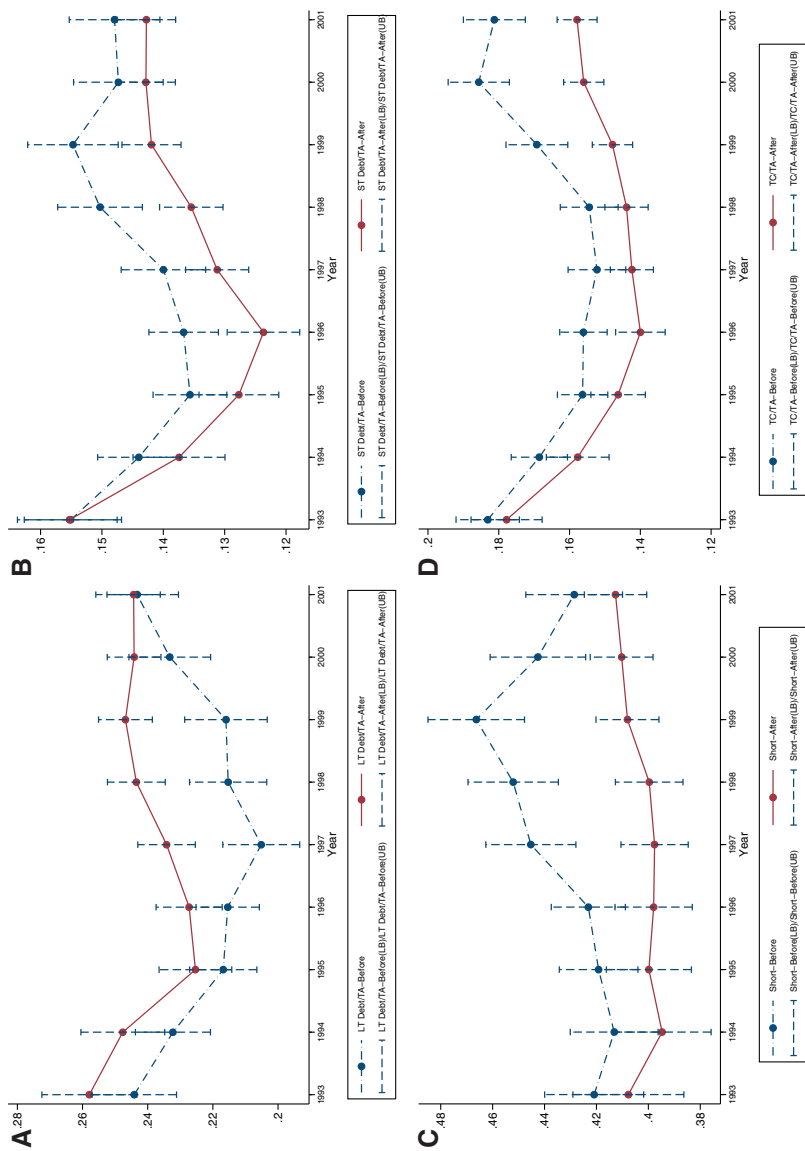 A
.28
.26
.24
.22
.2
1993 1994 1995 1996 1997 1998 1999 2000 2001
Year
LT Debt/TA−Before LT Debt/TA−After
LT Debt/TA−Before(LB)/LT Debt/TA−Before(UB) LT Debt/TA−After(LB)/LT Debt/TA−After(UB)
B
.16
.15
.14
.13
.12
1993 1994 1995 1996 1997 1998 1999 2000 2001
Year
ST Debt/TA−Before ST Debt/TA−After
ST Debt/TA−Before(LB)/ST Debt/TA−Before(UB) ST Debt/TA−After(LB)/ST Debt/TA−After(UB)
C
.48
.46
.44
.42
.4
.38
1993 1994 1995 1996 1997 1998 1999 2000 2001
Year
Short−Before Short−After
Short−Before(LB)/Short−Before(UB) Short−After(LB)/Short−After(UB)
D
.2
.18
.16
.14
.12
1993 1994 1995 1996 1997 1998 1999 2000 2001
Year
TC/TA−Before TC/TA−After
TC/TA−Before(LB)/TC/TA−Before(UB) TC/TA−After(LB)/TC/TA−After(UB)